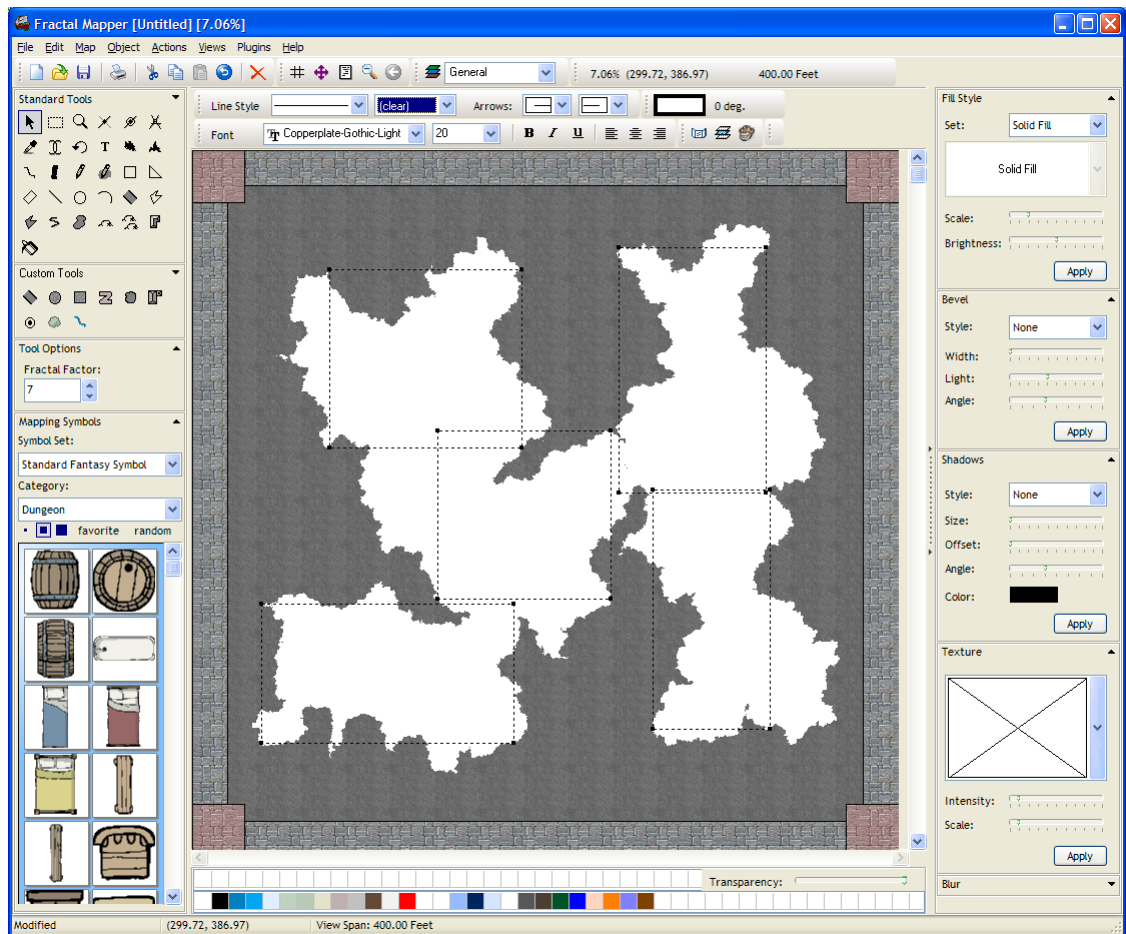 Fractal Mapper [Untitled] [7.06%]
File Edit Map Object Actions Views Plugins Help
General 7.06% (299.72, 386.97) 400.00 Feet
Standard Tools
Line Style (clear) Arrows: 0 deg.
Font Copperplate-Gothic-Light 20 B I U
T
Custom Tools
Tool Options
Fractal Factor:
7
Mapping Symbols
Symbol Set:
Standard Fantasy Symbol
Category:
Dungeon
favorite random
Fill Style
Set: Solid Fill
Solid Fill
Scale:
Brightness:
Apply
Bevel
Style: None
Width:
Light:
Angle:
Apply
Shadows
Style: None
Size:
Offset:
Angle:
Color:
Apply
Texture
Intensity:
Scale:
Apply
Blur
Transparency:
Modified (299.72, 386.97) View Span: 400.00 Feet